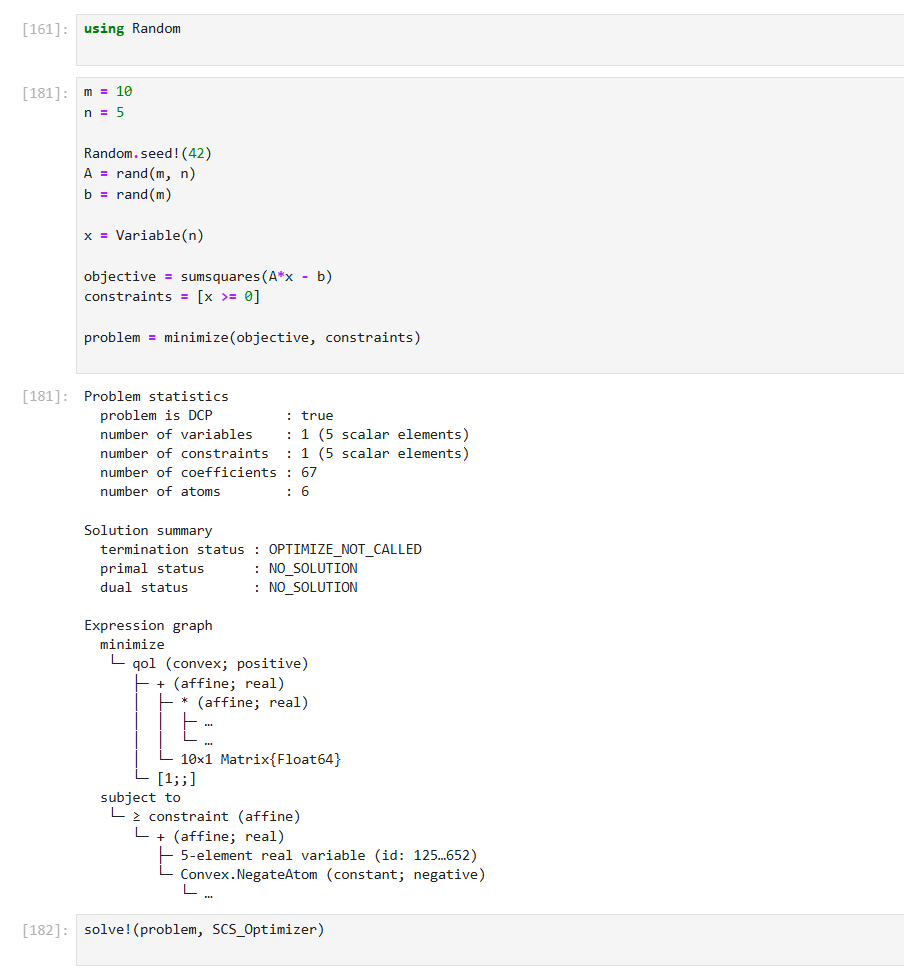 [161]: using Random
[181]: m = 10
n = 5
Random.seed!(42)
A = rand(m, n)
b = rand(m)
x = Variable(n)
objective = sumsquares(A*x - b)
constraints = [x >= 0]
problem = minimize(objective, constraints)
[181]: Problem statistics
problem is DCP : true
number of variables : 1 (5 scalar elements)
number of constraints : 1 (5 scalar elements)
number of coefficients : 67
number of atoms : 6
Solution summary
termination status : OPTIMIZE_NOT_CALLED
primal status : NO_SOLUTION
dual status : NO_SOLUTION
Expression graph
minimize
└─ qol (convex; positive)
├─ + (affine; real)
│ ├─ * (affine; real)
│ │ ├─ …
│ │ └─ …
│ └─ 10×1 Matrix{Float64}
└─ [1;;]
subject to
└─ ≥ constraint (affine)
└─ + (affine; real)
├─ 5-element real variable (id: 125…652)
└─ Convex.NegateAtom (constant; negative)
└─ …
[182]: solve!(problem, SCS_Optimizer)